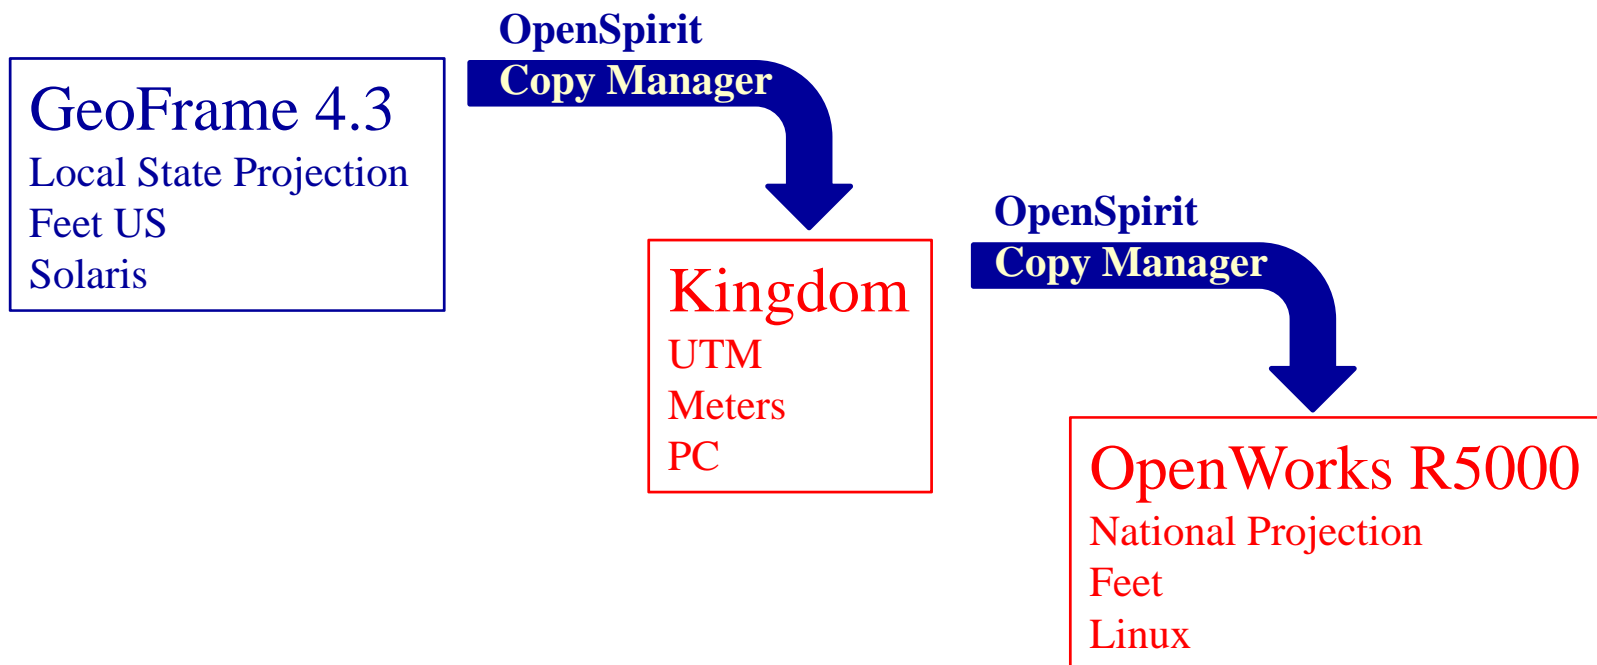 OpenSpirit
Copy Manager
GeoFrame 4.3
Local State Projection
Feet US
Solaris
OpenSpirit
Copy Manager
Kingdom
UTM
Meters
PC
OpenWorks R5000
National Projection
Feet
Linux